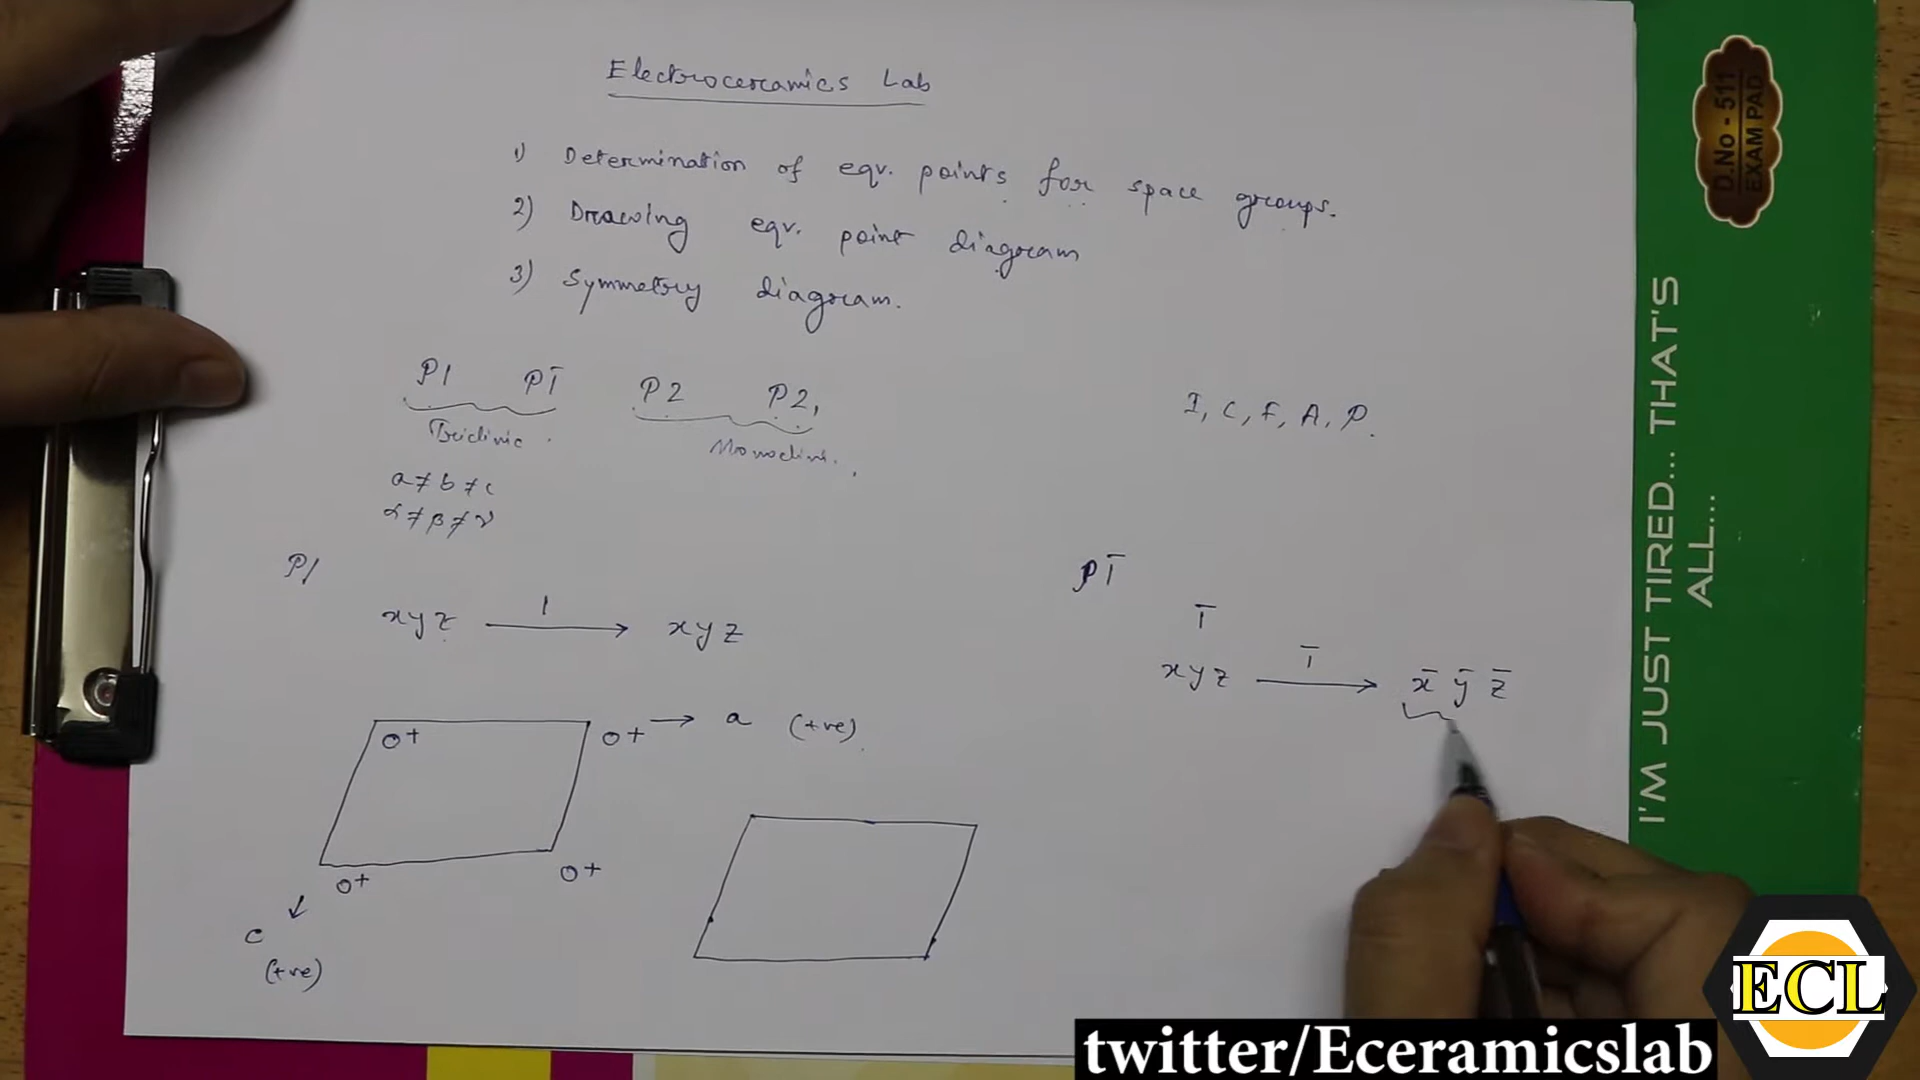 Electroceramics Lab
1) Determination of eqv. points for space groups.
2) Drawing eqv. point diagram
3) Symmetry diagram.
P1 P1̄ P2 P2₁
Triclinic. Monoclini..
I, C, F, A, P.
a ≠ b ≠ c
α ≠ β ≠ γ
P1
xyz 1 → xyz
→ a (+ve)
O+ O+
O+ O+
c
(+ve)
P1̄
1̄
xyz 1̄ → x̄ ȳ z̄
D.No - 511
EXAM PAD
I'M JUST TIRED... THAT'S
ALL...
ECL
twitter/Eceramicslab